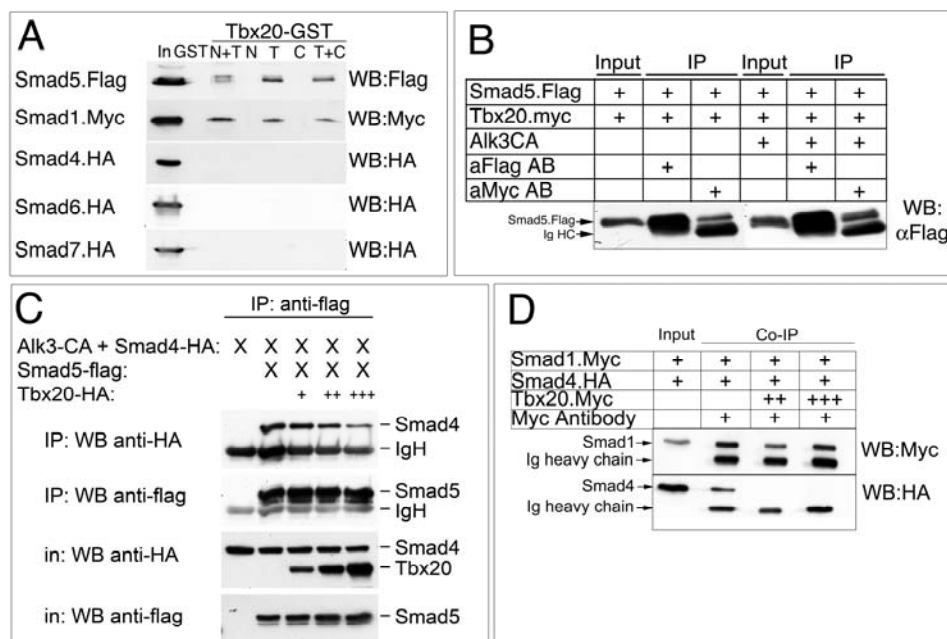 A
Tbx20-GST
In GST N+T N T C T+C
Smad5.Flag WB:Flag
Smad1.Myc WB:Myc
Smad4.HA WB:HA
Smad6.HA WB:HA
Smad7.HA WB:HA
B
Input IP Input IP
Smad5.Flag + + + + + +
Tbx20.myc + + + + + +
Alk3CA + + +
aFlag AB + +
aMyc AB + +
Smad5.Flag
Ig HC
WB:
αFlag
C
IP: anti-flag
Alk3-CA + Smad4-HA: X X X X X
Smad5-flag: X X X X
Tbx20-HA: + ++ +++
IP: WB anti-HA
Smad4
IgH
IP: WB anti-flag
Smad5
IgH
in: WB anti-HA
Smad4
Tbx20
in: WB anti-flag
Smad5
D
Input Co-IP
Smad1.Myc + + + +
Smad4.HA + + + +
Tbx20.Myc ++ +++
Myc Antibody + + +
Smad1
Ig heavy chain
WB:Myc
Smad4
Ig heavy chain
WB:HA